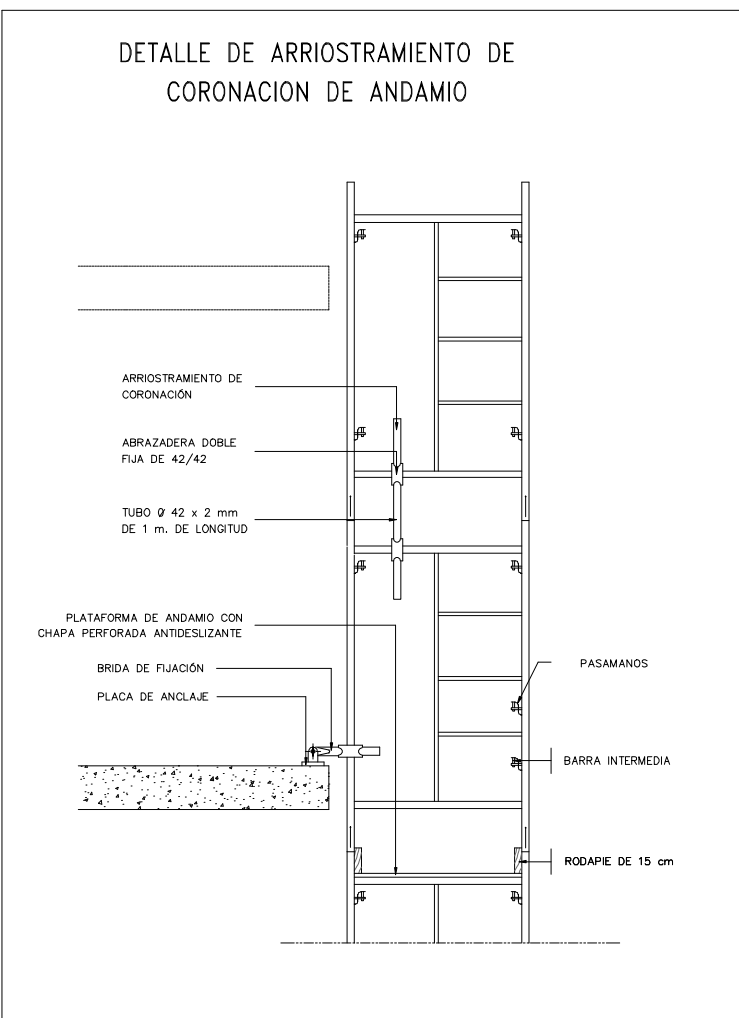 DETALLE DE ARRIOSTRAMIENTO DE
CORONACION DE ANDAMIO
ARRIOSTRAMIENTO DE
CORONACIÓN
ABRAZADERA DOBLE
FIJA DE 42/42
TUBO Ø 42 x 2 mm
DE 1 m. DE LONGITUD
PLATAFORMA DE ANDAMIO CON
CHAPA PERFORADA ANTIDESLIZANTE
BRIDA DE FIJACIÓN
PLACA DE ANCLAJE
PASAMANOS
BARRA INTERMEDIA
RODAPIE DE 15 cm